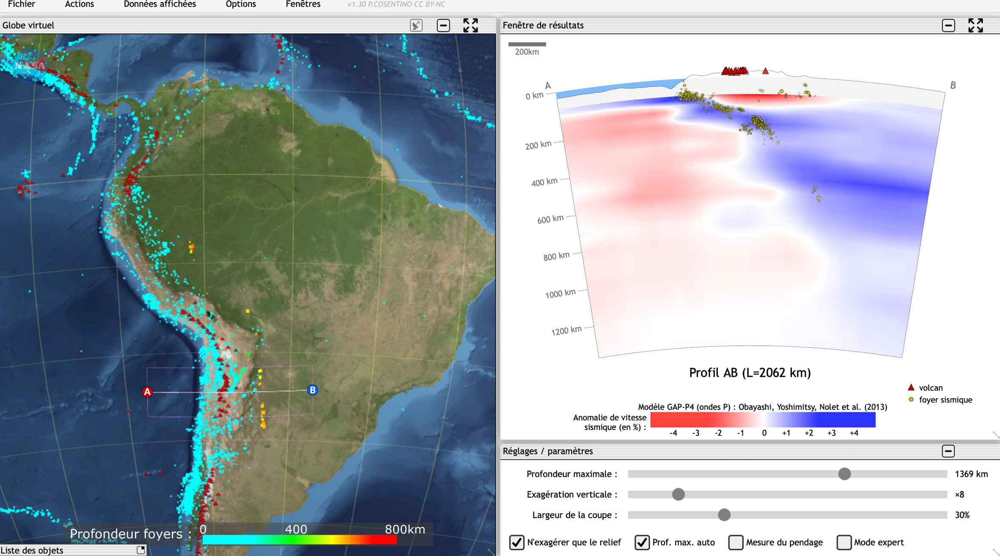 Fichier Actions Données affichées Options Fenêtres v1.30 P.COSENTINO CC BY-NC
Globe virtuel
NASA
A
B
Profondeur foyers : 0 400 800km
Liste des objets
Fenêtre de résultats
200km
A
B
0 km
200 km
400 km
600 km
800 km
1000 km
1200 km
Profil AB (L=2062 km)
volcan
foyer sismique
Modèle GAP-P4 (ondes P) : Obayashi, Yoshimitsy, Nolet et al. (2013)
Anomalie de vitesse
sismique (en %) :
-4 -3 -2 -1 0 +1 +2 +3 +4
Réglages / paramètres
Profondeur maximale : 1369 km
Exagération verticale : ×8
Largeur de la coupe : 30%
N'exagérer que le relief Prof. max. auto Mesure du pendage Mode expert